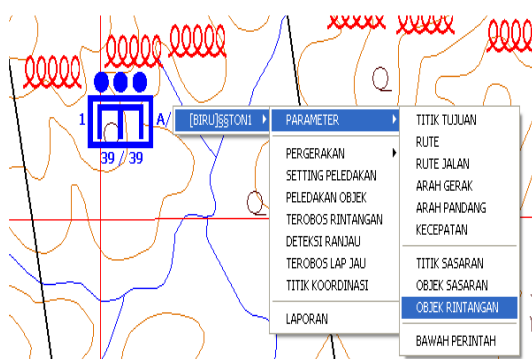 1
A/
39 / 39
[BIRU]§§TON1
PARAMETER
PERGERAKAN
SETTING PELEDAKAN
PELEDAKAN OBJEK
TEROBOS RINTANGAN
DETEKSI RANJAU
TEROBOS LAP JAU
TITIK KOORDINASI
LAPORAN
TITIK TUJUAN
RUTE
RUTE JALAN
ARAH GERAK
ARAH PANDANG
KECEPATAN
TITIK SASARAN
OBJEK SASARAN
OBJEK RINTANGAN
BAWAH PERINTAH